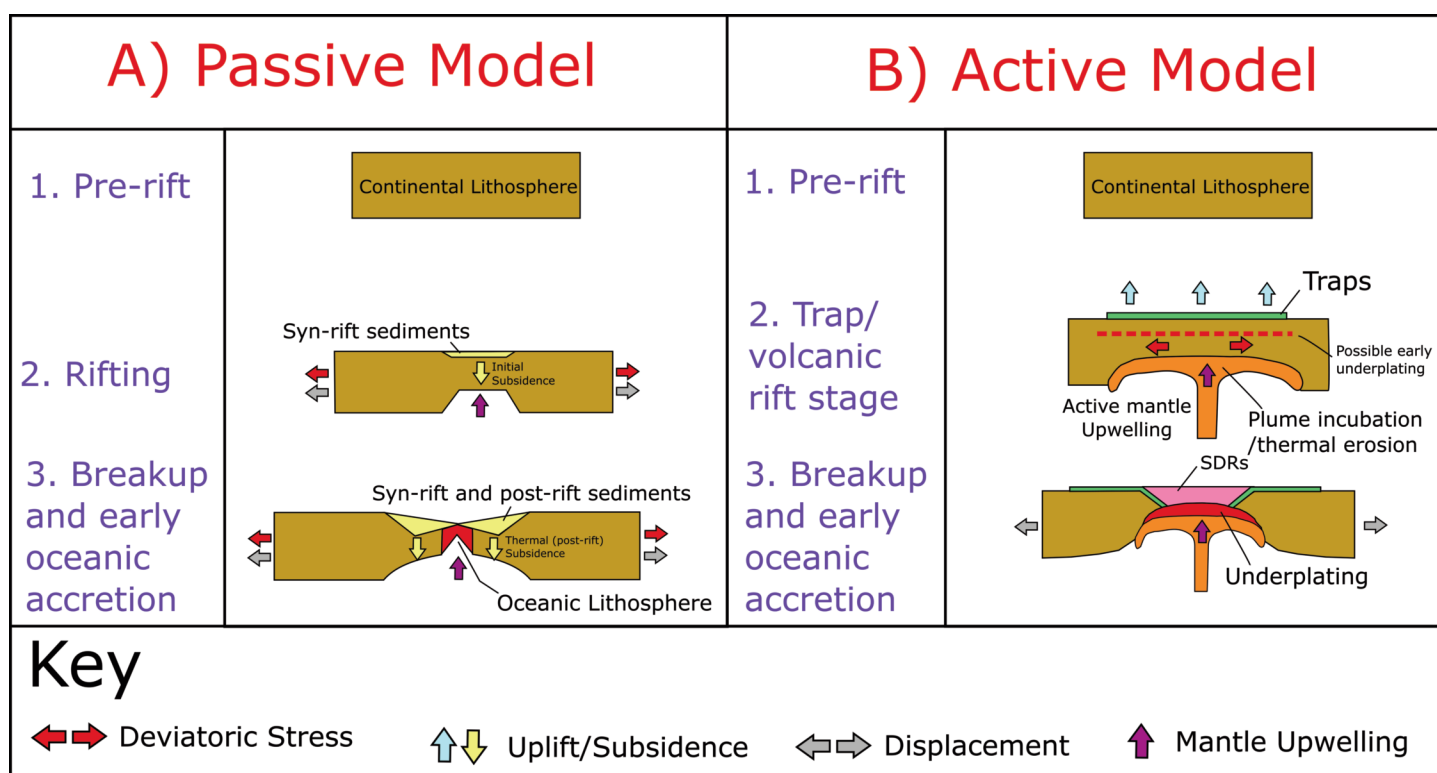 A) Passive Model
B) Active Model
1. Pre-rift
Continental Lithosphere
2. Rifting
Syn-rift sediments
Initial
Subsidence
3. Breakup
and early
oceanic
accretion
Syn-rift and post-rift sediments
Thermal (post-rift)
Subsidence
Oceanic Lithosphere
1. Pre-rift
Continental Lithosphere
2. Trap/
volcanic
rift stage
Traps
Possible early
underplating
Active mantle
Upwelling
Plume incubation
/thermal erosion
3. Breakup
and early
oceanic
accretion
SDRs
Underplating
Key
Deviatoric Stress
Uplift/Subsidence
Displacement
Mantle Upwelling